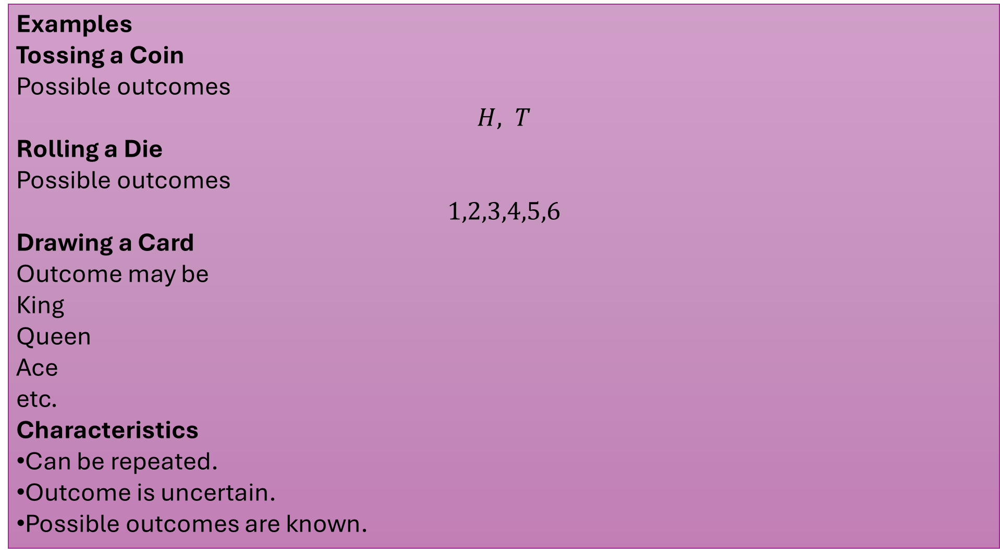 Examples
Tossing a Coin
Possible outcomes
H, T
Rolling a Die
Possible outcomes
1,2,3,4,5,6
Drawing a Card
Outcome may be
King
Queen
Ace
etc.
Characteristics
•Can be repeated.
•Outcome is uncertain.
•Possible outcomes are known.